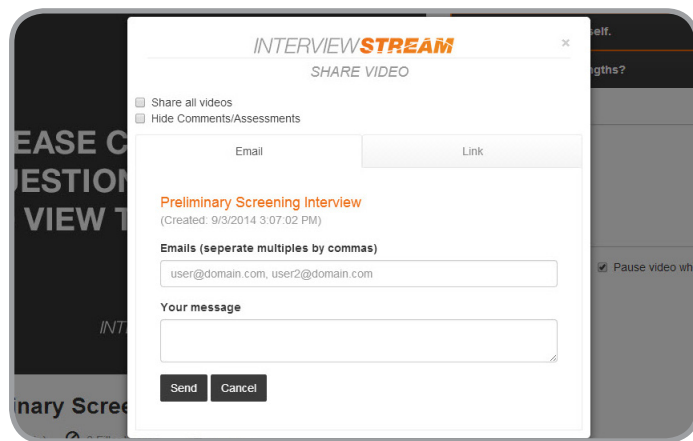 INTERVIEWSTREAM
×
SHARE VIDEO
Share all videos
Hide Comments/Assessments
Email
Link
Preliminary Screening Interview
(Created: 9/3/2014 3:07:02 PM)
Emails (seperate multiples by commas)
user@domain.com, user2@domain.com
Your message
Send
Cancel
EASE C
UESTION
VIEW T
INT
inary Scree
self.
ngths?
Pause video wh